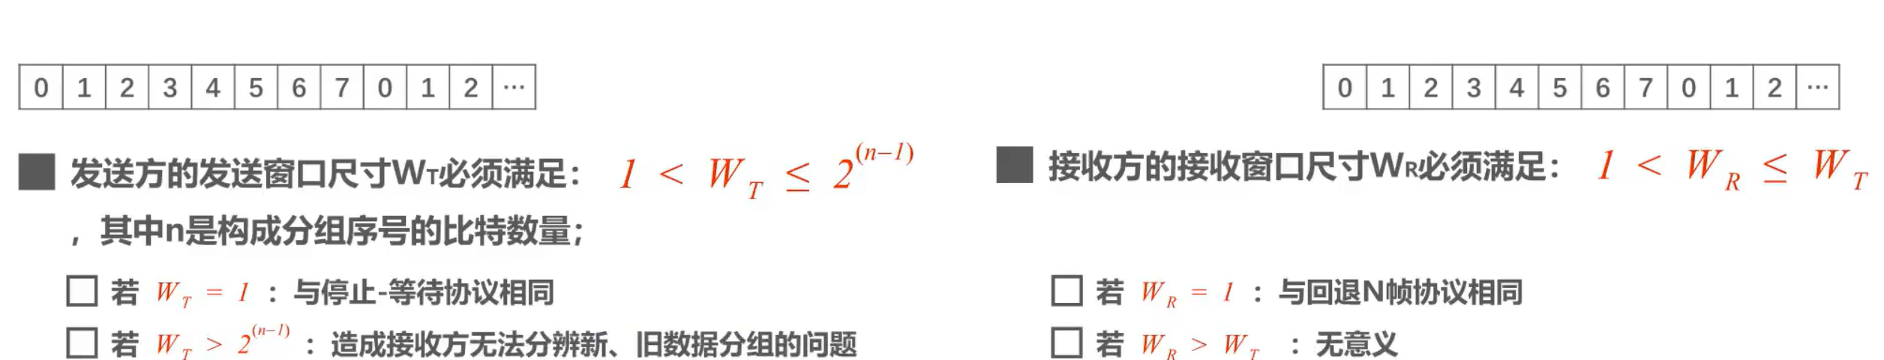 0 1 2 3 4 5 6 7 0 1 2 ···
发送方的发送窗口尺寸WT必须满足： 1 < W_T ≤ 2^(n−1)
，其中n是构成分组序号的比特数量；
若 W_T = 1 ：与停止-等待协议相同
若 W_T > 2^(n−1) ：造成接收方无法分辨新、旧数据分组的问题
0 1 2 3 4 5 6 7 0 1 2 ···
接收方的接收窗口尺寸WR必须满足： 1 < W_R ≤ W_T
若 W_R = 1 ：与回退N帧协议相同
若 W_R > W_T ：无意义